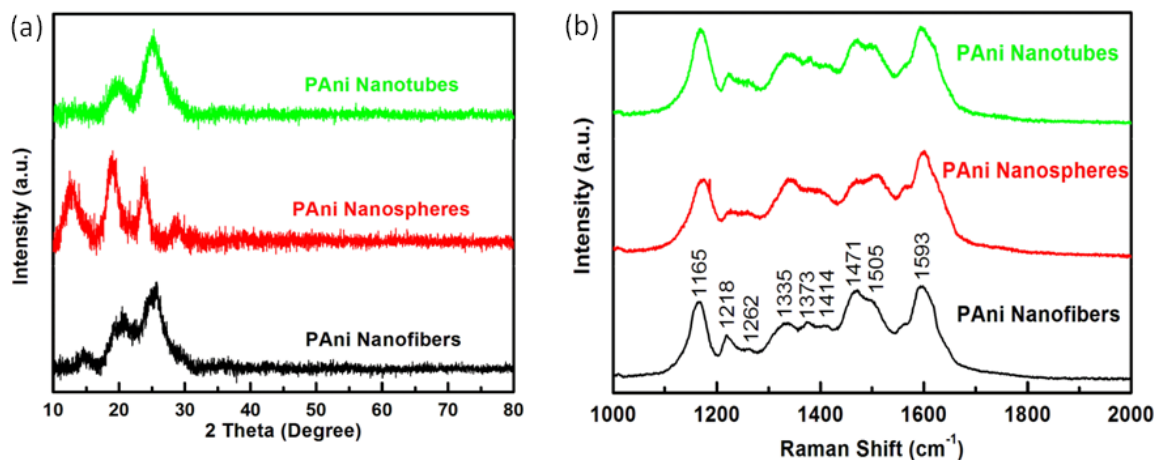 (a)
PAni Nanotubes
PAni Nanospheres
PAni Nanofibers
Intensity (a.u.)
10 20 30 40 50 60 70 80
2 Theta (Degree)
(b)
PAni Nanotubes
PAni Nanospheres
1165
1218
1262
1335
1373
1414
1471
1505
1593
PAni Nanofibers
Intensity (a.u.)
1000 1200 1400 1600 1800 2000
Raman Shift (cm⁻¹)